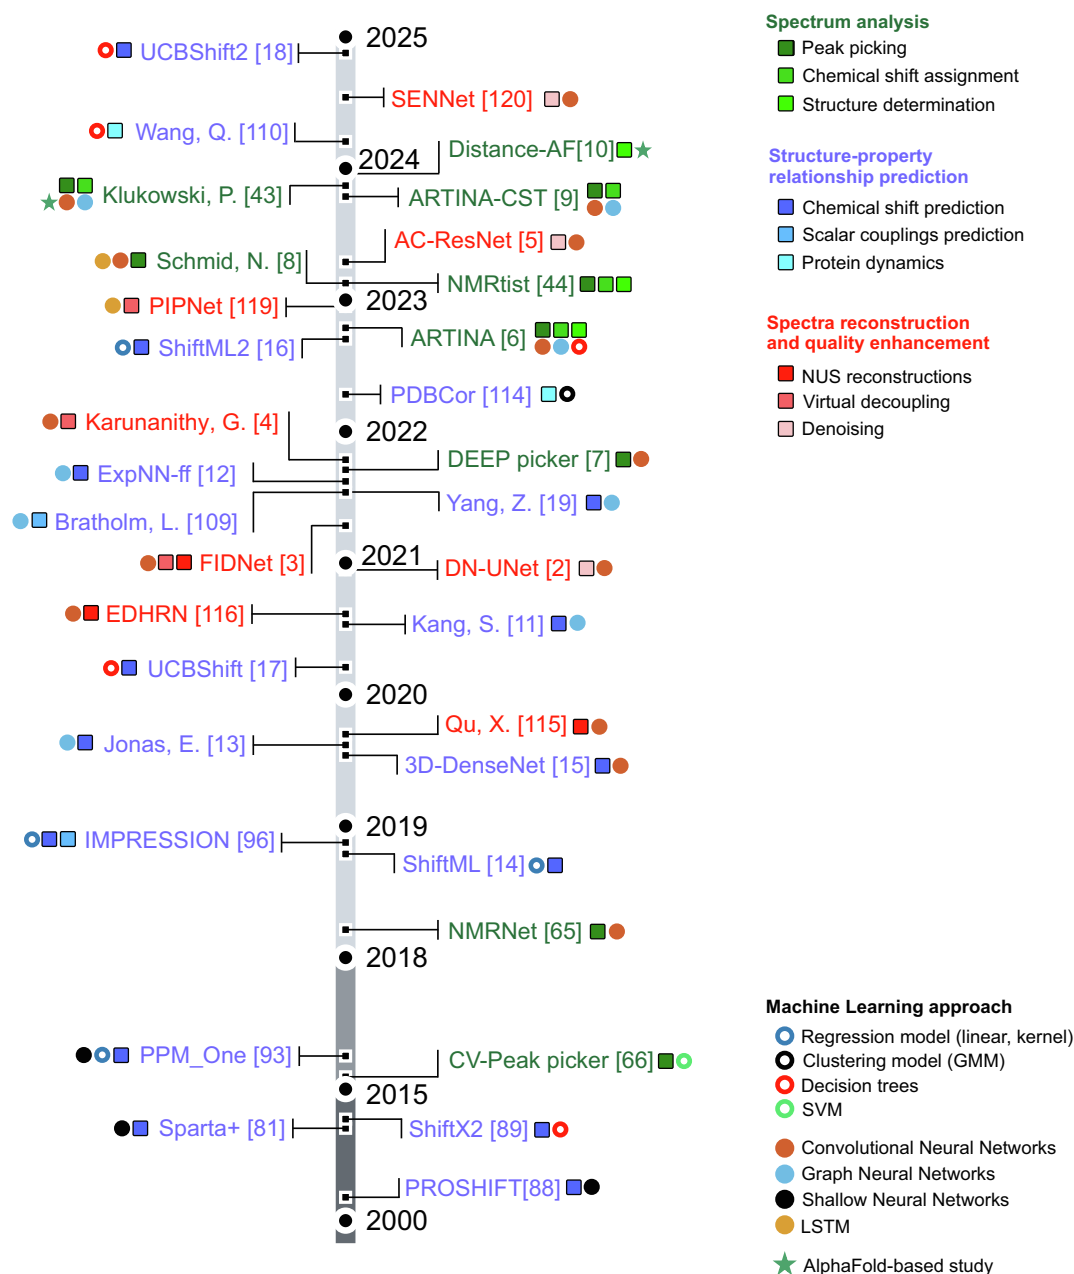 2025
UCBShift2 [18]
SENNet [120]
Wang, Q. [110]
Distance-AF[10]
2024
Klukowski, P. [43]
ARTINA-CST [9]
AC-ResNet [5]
Schmid, N. [8]
NMRtist [44]
2023
PIPNet [119]
ARTINA [6]
ShiftML2 [16]
PDBCor [114]
Karunanithy, G. [4]
2022
DEEP picker [7]
ExpNN-ff [12]
Yang, Z. [19]
Bratholm, L. [109]
FIDNet [3]
2021
DN-UNet [2]
EDHRN [116]
Kang, S. [11]
UCBShift [17]
2020
Qu, X. [115]
Jonas, E. [13]
3D-DenseNet [15]
2019
IMPRESSION [96]
ShiftML [14]
NMRNet [65]
2018
PPM_One [93]
CV-Peak picker [66]
2015
Sparta+ [81]
ShiftX2 [89]
PROSHIFT[88]
2000
Spectrum analysis
Peak picking
Chemical shift assignment
Structure determination
Structure-property
relationship prediction
Chemical shift prediction
Scalar couplings prediction
Protein dynamics
Spectra reconstruction
and quality enhancement
NUS reconstructions
Virtual decoupling
Denoising
Machine Learning approach
Regression model (linear, kernel)
Clustering model (GMM)
Decision trees
SVM
Convolutional Neural Networks
Graph Neural Networks
Shallow Neural Networks
LSTM
AlphaFold-based study